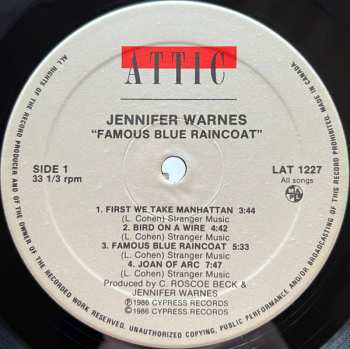 ATTIC
JENNIFER WARNES
"FAMOUS BLUE RAINCOAT"
SIDE 1
33 1/3 rpm
LAT 1227
All songs
1. FIRST WE TAKE MANHATTAN 3:44
(L. Cohen) Stranger Music
2. BIRD ON A WIRE 4:42
(L. Cohen) Stranger Music
3. FAMOUS BLUE RAINCOAT 5:33
(L. Cohen) Stranger Music
4. JOAN OF ARC 7:47
(L. Cohen) Stranger Music
Produced by C. ROSCOE BECK &
JENNIFER WARNES
℗1986 CYPRESS RECORDS
©1986 CYPRESS RECORDS
ALL RIGHTS OF THE RECORD PRODUCER AND OF THE OWNER OF THE RECORDED WORK RESERVED. UNAUTHORIZED COPYING, PUBLIC PERFORMANCE AND/OR BROADCASTING OF THIS RECORD PROHIBITED. MADE IN CANADA.